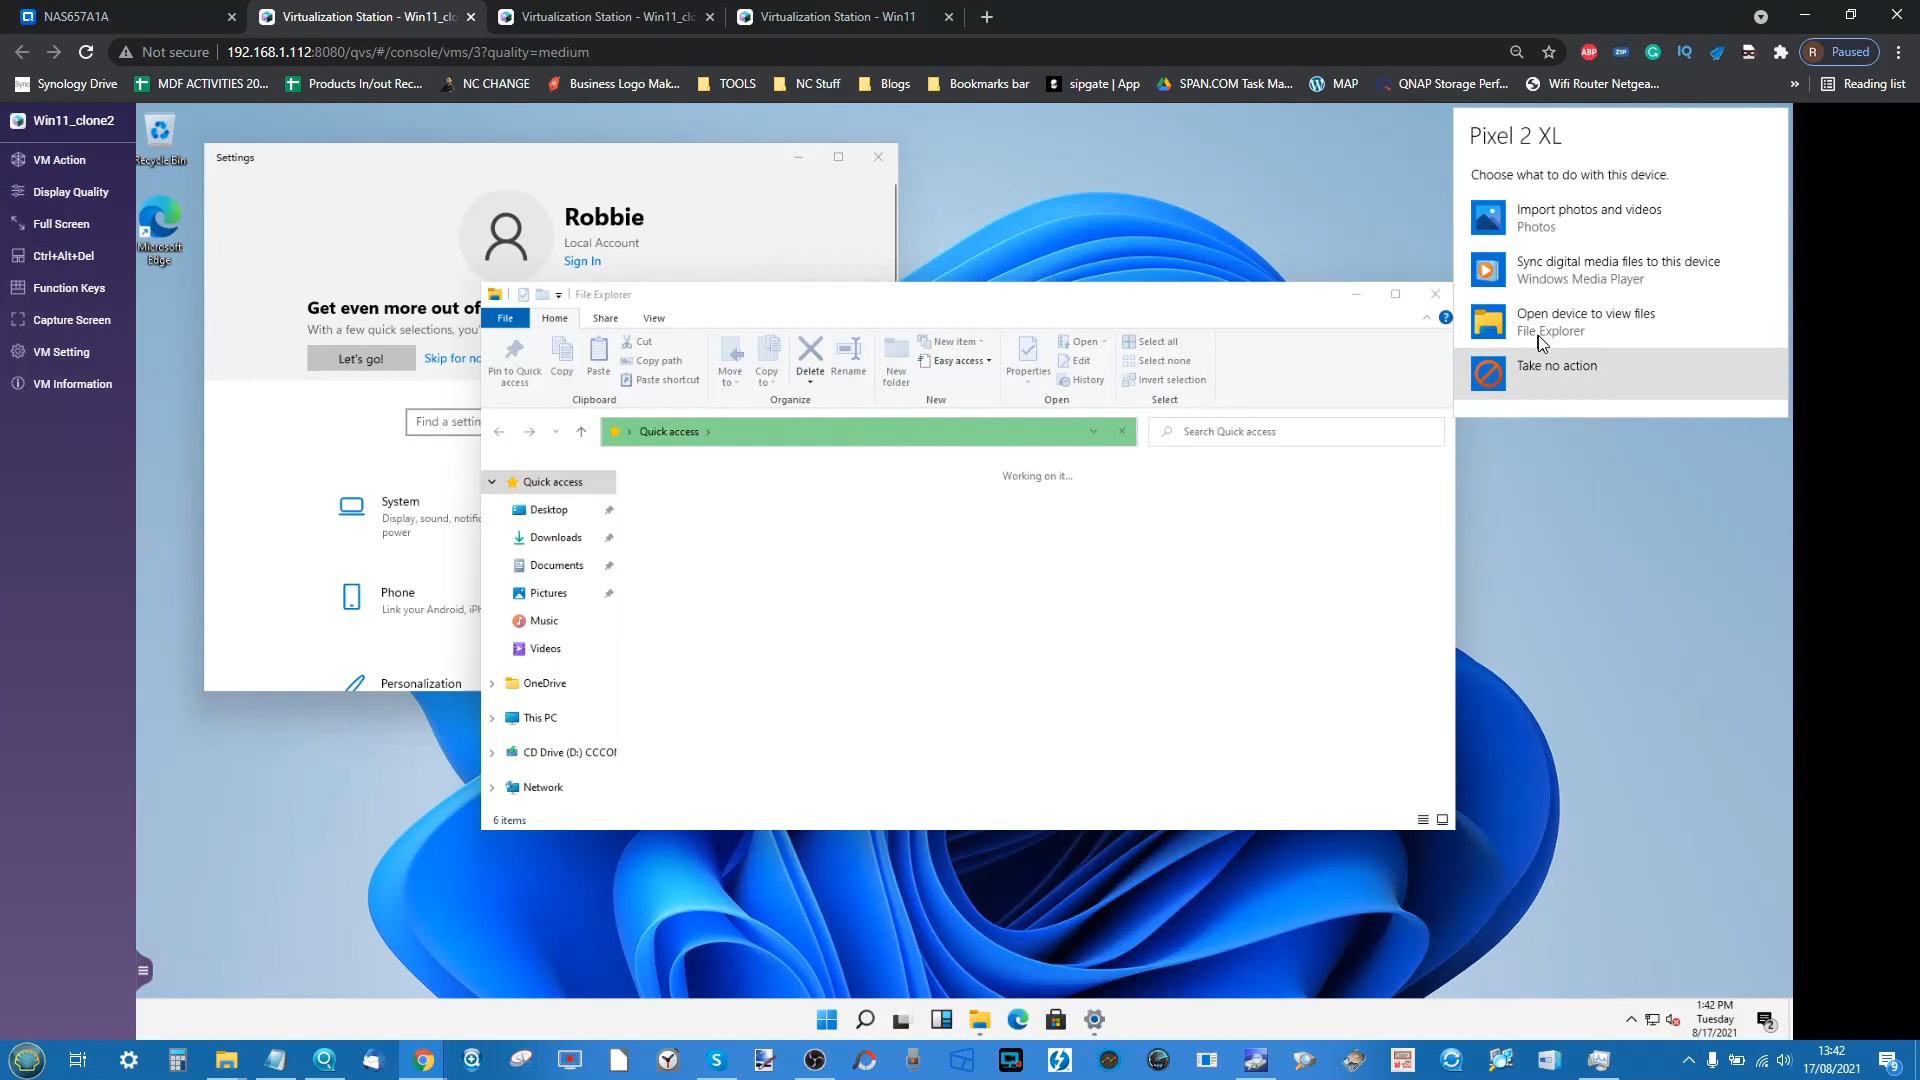 NAS657A1A
Virtualization Station - Win11_clo
Virtualization Station - Win11_clo
Virtualization Station - Win11
Not secure
192.168.1.112:8080/qvs/#/console/vms/3?quality=medium
ABP
ZIP
IQ
R Paused
Sync
Synology Drive
MDF ACTIVITIES 20...
Products In/out Rec...
NC CHANGE
Business Logo Mak...
TOOLS
NC Stuff
Blogs
Bookmarks bar
sipgate | App
SPAN.COM Task Ma...
MAP
QNAP Storage Perf...
Wifi Router Netgea...
»
Reading list
Win11_clone2
VM Action
Display Quality
Full Screen
Ctrl+Alt+Del
Function Keys
Capture Screen
VM Setting
VM Information
Recycle Bin
Microsoft
Edge
Settings
Robbie
Local Account
Sign In
Get even more out of
With a few quick selections, you'
Let's go!
Skip for no
Find a settin
System
Display, sound, notific
power
Phone
Link your Android, iPh
Personalization
File Explorer
File
Home
Share
View
Pin to Quick
access
Copy
Paste
Cut
Copy path
Paste shortcut
Clipboard
Move
to
Copy
to
Delete
Rename
Organize
New
folder
New item
Easy access
New
Properties
Open
Edit
History
Open
Select all
Select none
Invert selection
Select
Quick access
Search Quick access
Working on it...
Quick access
Desktop
Downloads
Documents
Pictures
Music
Videos
OneDrive
This PC
CD Drive (D:) CCCOM
Network
6 items
Pixel 2 XL
Choose what to do with this device.
Import photos and videos
Photos
Sync digital media files to this device
Windows Media Player
Open device to view files
File Explorer
Take no action
1:42 PM
Tuesday
8/17/2021
2
13:42
17/08/2021
9